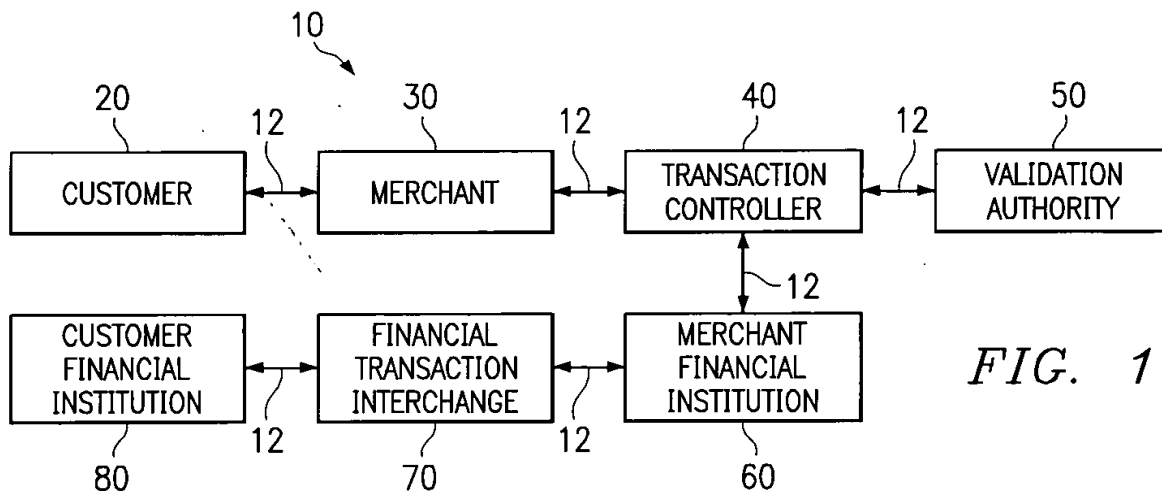 10
20
30
40
50
12
12
12
CUSTOMER
MERCHANT
TRANSACTION
CONTROLLER
VALIDATION
AUTHORITY
12
CUSTOMER
FINANCIAL
INSTITUTION
FINANCIAL
TRANSACTION
INTERCHANGE
MERCHANT
FINANCIAL
INSTITUTION
FIG. 1
12
12
80
70
60